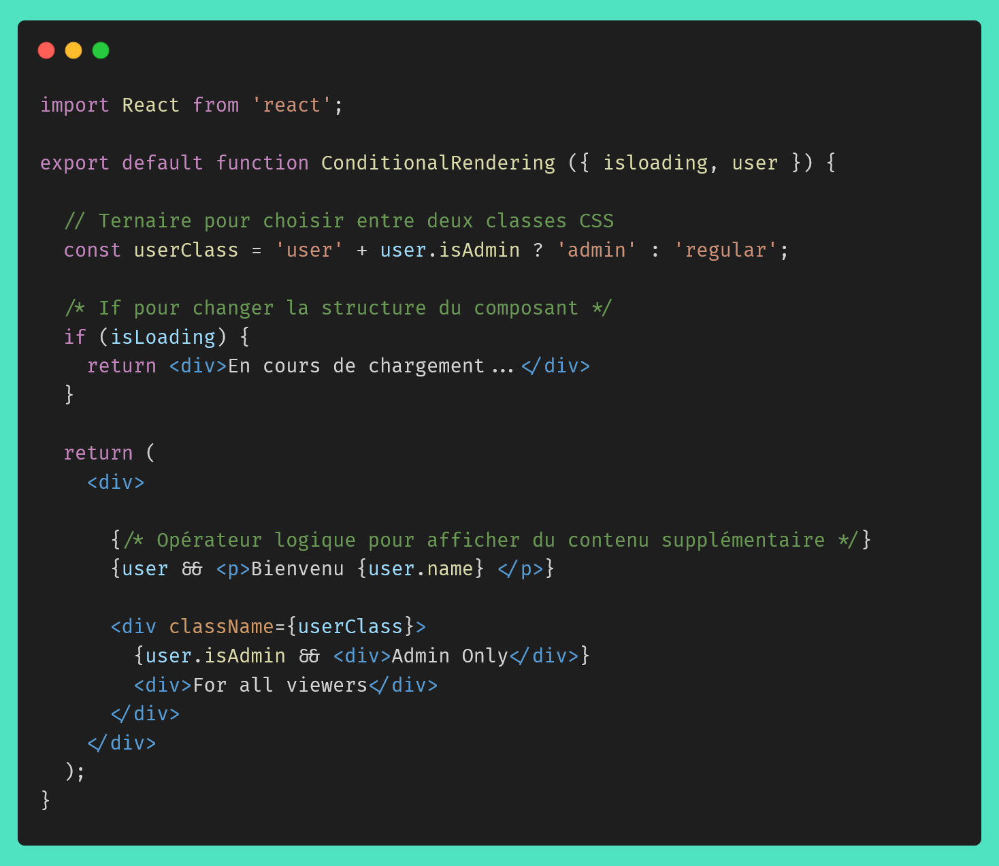 import React from 'react';
export default function ConditionalRendering ({ isloading, user }) {
// Ternaire pour choisir entre deux classes CSS
const userClass = 'user' + user.isAdmin ? 'admin' : 'regular';
/* If pour changer la structure du composant */
if (isLoading) {
return <div>En cours de chargement...</div>
}
return (
<div>
{/* Opérateur logique pour afficher du contenu supplémentaire */}
{user && <p>Bienvenu {user.name} </p>}
<div className={userClass}>
{user.isAdmin && <div>Admin Only</div>}
<div>For all viewers</div>
</div>
</div>
);
}